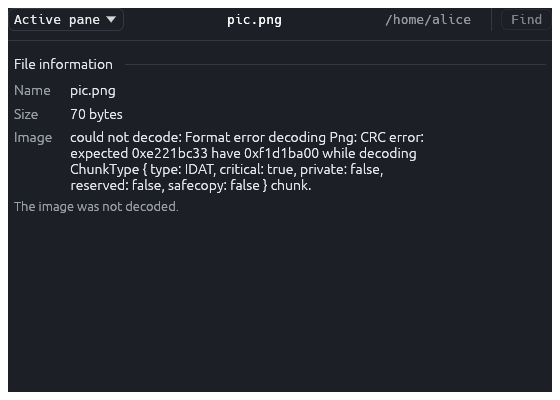 Active pane ▼ pic.png /home/alice Find
File information
Name pic.png
Size 70 bytes
Image could not decode: Format error decoding Png: CRC error:
expected 0xe221bc33 have 0xf1d1ba00 while decoding
ChunkType { type: IDAT, critical: true, private: false,
reserved: false, safecopy: false } chunk.
The image was not decoded.